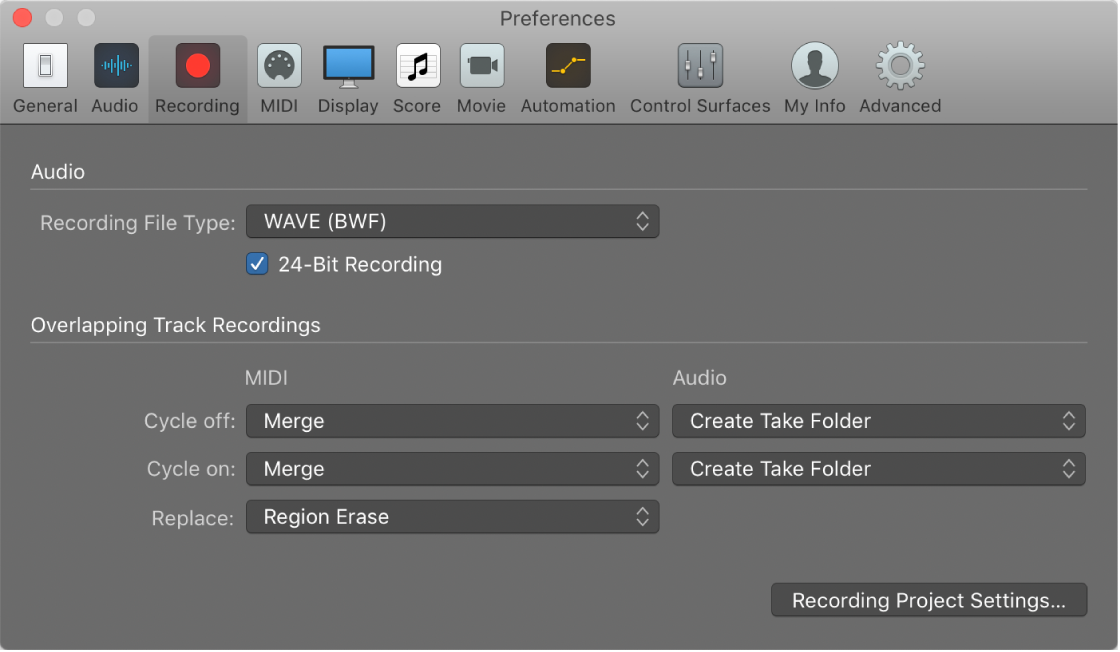 Preferences
General Audio Recording MIDI Display Score Movie Automation Control Surfaces My Info Advanced
Audio
Recording File Type: WAVE (BWF)
24-Bit Recording
Overlapping Track Recordings
MIDI Audio
Cycle off: Merge Create Take Folder
Cycle on: Merge Create Take Folder
Replace: Region Erase
Recording Project Settings...